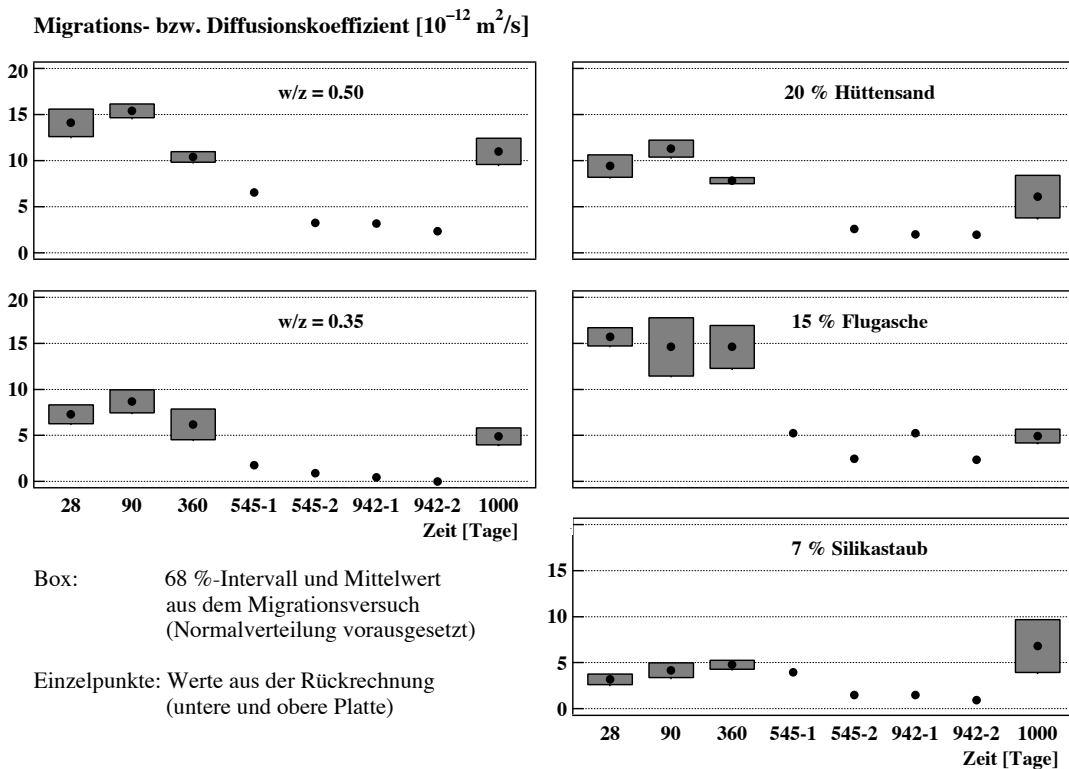 Migrations- bzw. Diffusionskoeffizient [10⁻¹² m²/s]
w/z = 0.50
20
15
10
5
0
20 % Hüttensand
w/z = 0.35
20
15
10
5
0
28 90 360 545-1 545-2 942-1 942-2 1000
Zeit [Tage]
15 % Flugasche
7 % Silikastaub
15
10
5
0
28 90 360 545-1 545-2 942-1 942-2 1000
Zeit [Tage]
Box: 68 %-Intervall und Mittelwert
aus dem Migrationsversuch
(Normalverteilung vorausgesetzt)
Einzelpunkte: Werte aus der Rückrechnung
(untere und obere Platte)